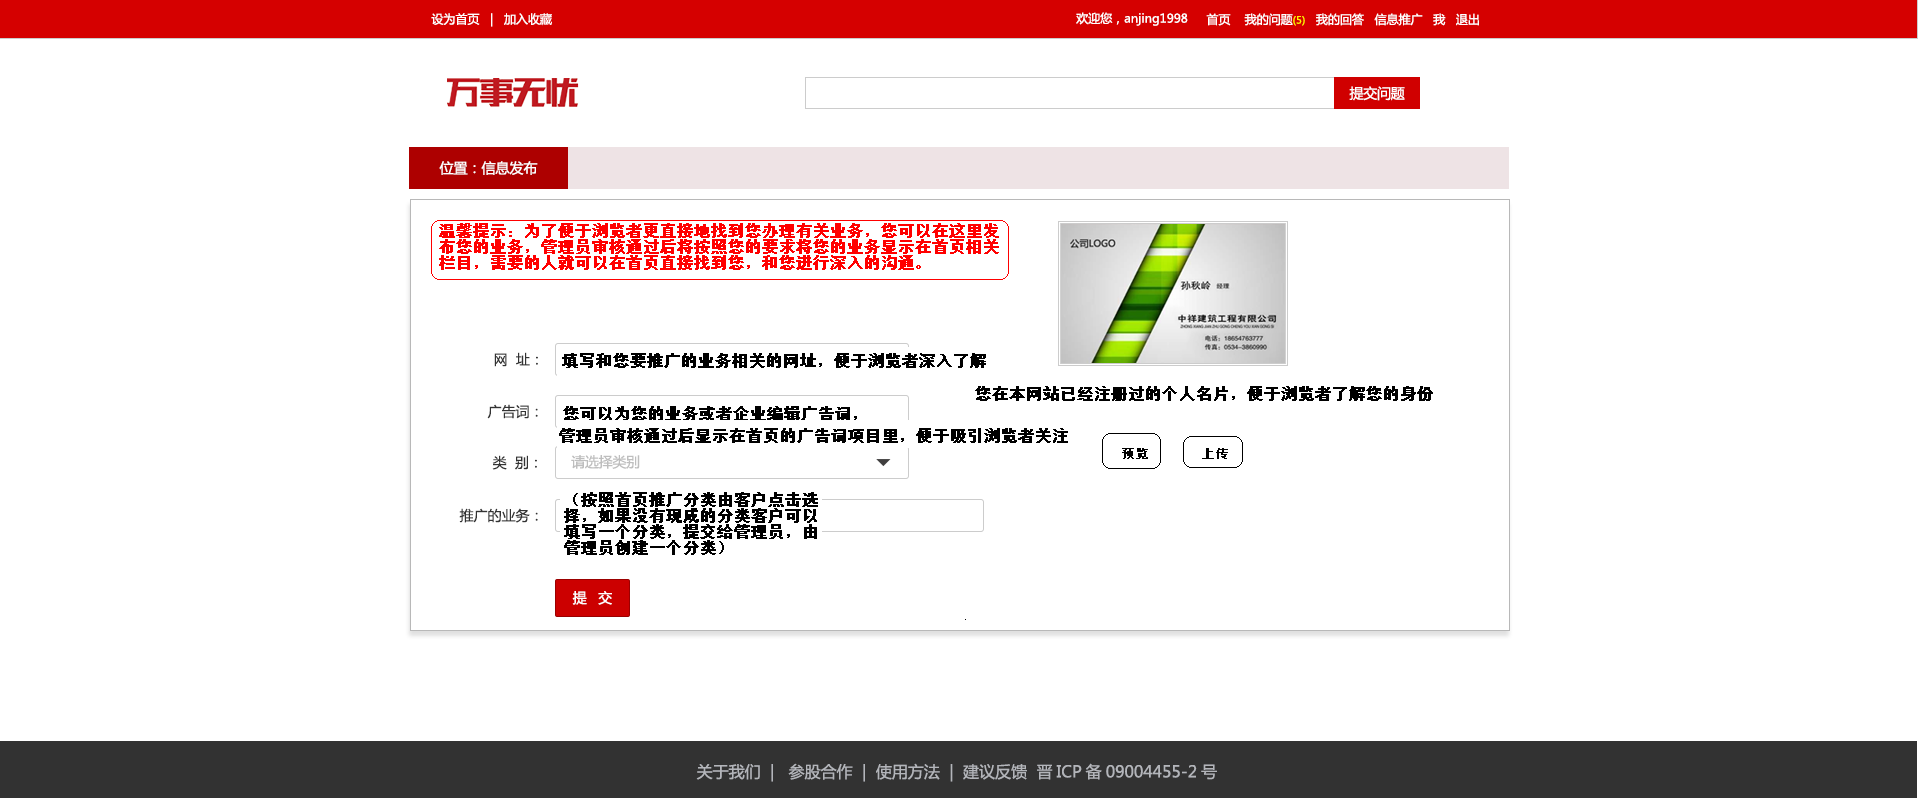 设为首页 | 加入收藏
欢迎您，anjing1998 首页 我的问题(5) 我的回答 信息推广 我 退出
万事无忧
提交问题
位置：信息发布
温馨提示：为了便于浏览者更直接地找到您办理有关业务，您可以在这里发
布您的业务，管理员审核通过后将按照您的要求将您的业务显示在首页相关
栏目，需要的人就可以在首页直接找到您，和您进行深入的沟通。
公司LOGO
孙秋岭 经理
中祥建筑工程有限公司
ZHONG XIANG JIAN ZHU GONG CHENG YOU XIAN GONG SI
电话：18654763777
传真：0534-3860990
网 址：
填写和您要推广的业务相关的网址，便于浏览者深入了解
您在本网站已经注册过的个人名片，便于浏览者了解您的身份
广告词：
您可以为您的业务或者企业编辑广告词，
管理员审核通过后显示在首页的广告词项目里，便于吸引浏览者关注
预览
上传
类 别：
请选择类别
推广的业务：
（按照首页推广分类由客户点击选
择，如果没有现成的分类客户可以
填写一个分类，提交给管理员，由
管理员创建一个分类）
提 交
关于我们 | 参股合作 | 使用方法 | 建议反馈 晋 ICP 备 09004455-2 号